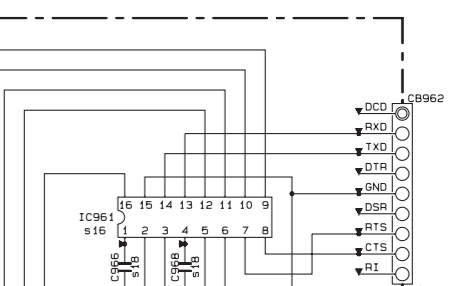 CB962
DCD
RXD
TXD
DTR
GND
DSR
RTS
CTS
RI
16 15 14 13 12 11 10 9
IC961
s16
1 2 3 4 5 6 7 8
C966
s18
C968
s18